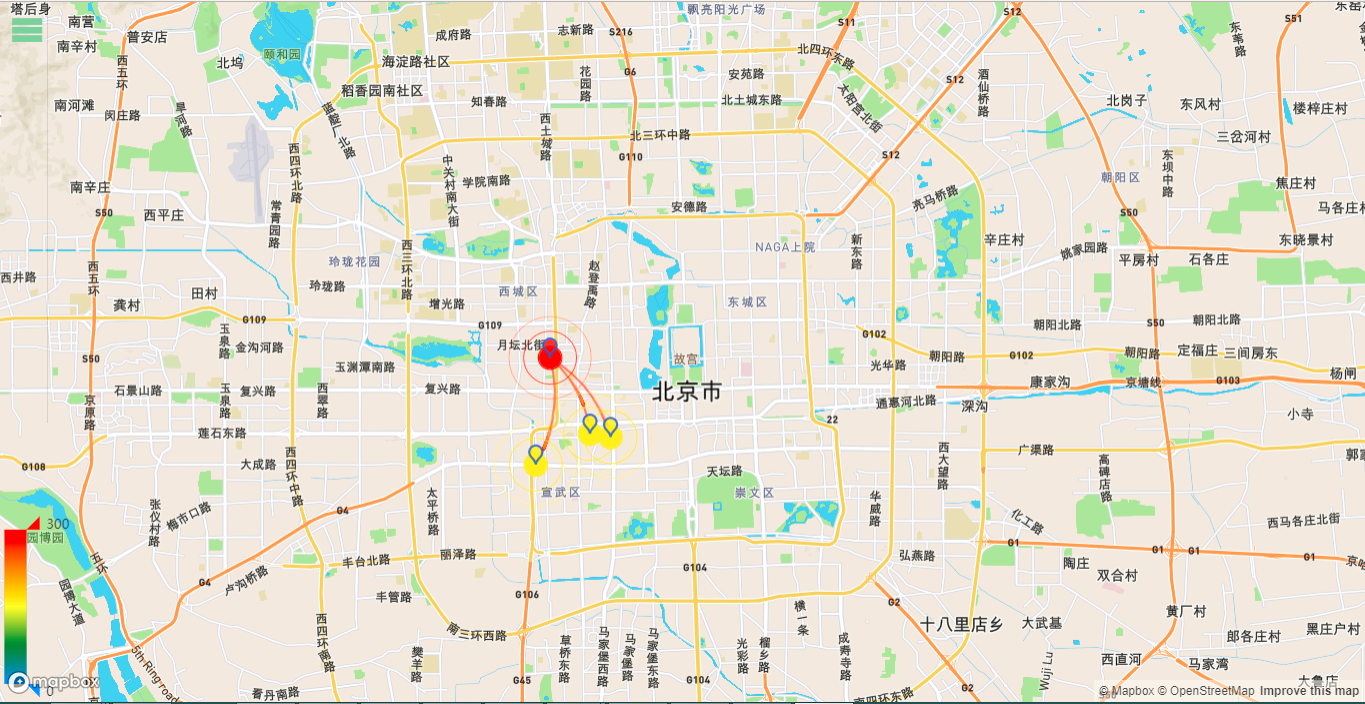 塔后身
南营
飘亮阳光广场
S12
S51
S11
成府路
志新路
S216
东苇路
普安店
南辛村
颐和园
北四环东路
西五环
北坞
海淀路社区
G6
花园路
安苑路
S12
酒仙桥路
稻香园南社区
知春路
北土城东路
太阳宫北街
北岗子
东风村
楼梓庄村
南河滩
闵庄路
旱河路
蓝靛厂北路
西土城路
北三环中路
三岔河村
西四环北路
G110
S12
东坝中路
中关村南大街
学院南路
朝阳区
焦庄村
南辛庄
亮马桥路
S50
西平庄
常青园路
安德路
S50
马各庄村
西三环北路
NAGA上院
新东路
辛庄村
姚家园路
东晓景村
玲珑花园
赵登禹路
平房村
石各庄
西井路
西五环
田村
玲珑路
西城区
东城区
龚村
增光路
G109
G109
G102
朝阳北路
S50
朝阳北路
玉泉路
金沟河路
月坛北街
故宫
光华路
朝阳路
G102
朝阳路
定福庄
三间房东
S50
玉渊潭南路
杨闸
石景山路
玉泉路
复兴路
西翠路
复兴路
北京市
康家沟
京塘线
G103
京原路
通惠河北路
深沟
小寺
莲石东路
22
G108
大成路
西四环中路
天坛路
西大望路
广渠路
高碑店路
宣武区
崇文区
张仪村路
梅市口路
G4
太平桥路
华威路
化工路
西马各庄北街
300
园博园
五环
丰台北路
丽泽路
G104
弘燕路
G1
G1
G1
G1
陶庄
双合村
卢沟桥路
G4
园博大道
丰管路
G106
G2
横一条
黄厂村
十八里店乡
大武基
西四环南路
南三环西路
草桥东路
马家堡西路
马家堡路
马家堡东路
光彩路
榴乡路
成寿寺路
郎各庄村
黑庄户村
樊羊路
5th Ring road
Wuji Lu
西直河
马家湾
mapbox
0
看丹南路
G45
G104
南四环东路
G2
大鲁店
© Mapbox © OpenStreetMap Improve this map